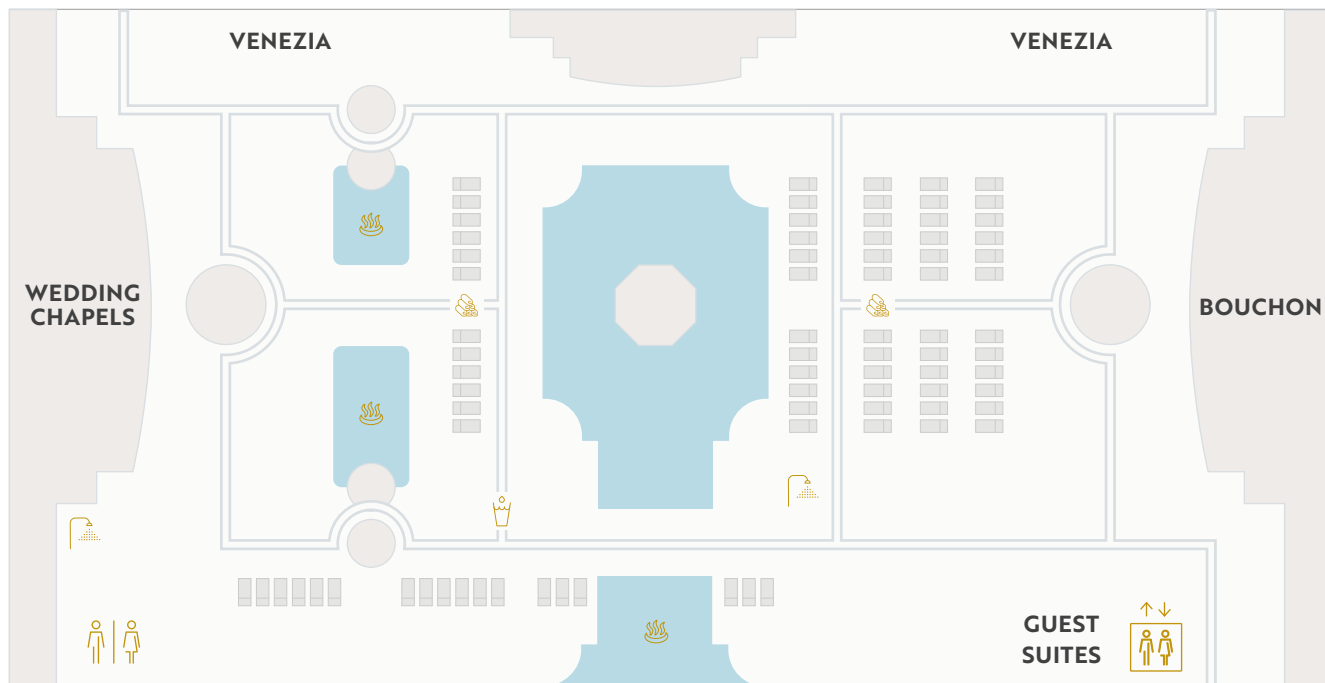 VENEZIA
VENEZIA
WEDDING
CHAPELS
BOUCHON
GUEST
SUITES